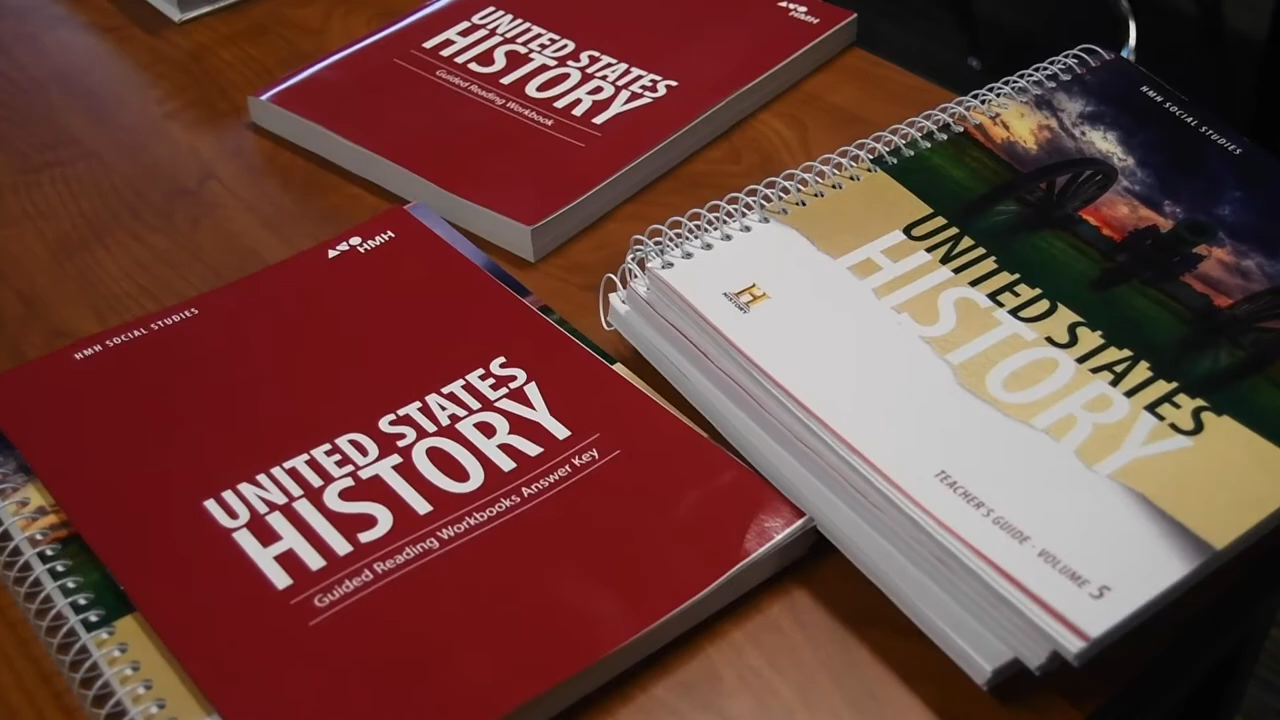 HMH
UNITED STATES
HISTORY
Guided Reading Workbook
HMH SOCIAL STUDIES
HMH
UNITED STATES
HISTORY
Guided Reading Workbooks Answer Key
HMH SOCIAL STUDIES
UNITED STATES
HISTORY
H
HISTORY
TEACHER'S GUIDE · VOLUME 5